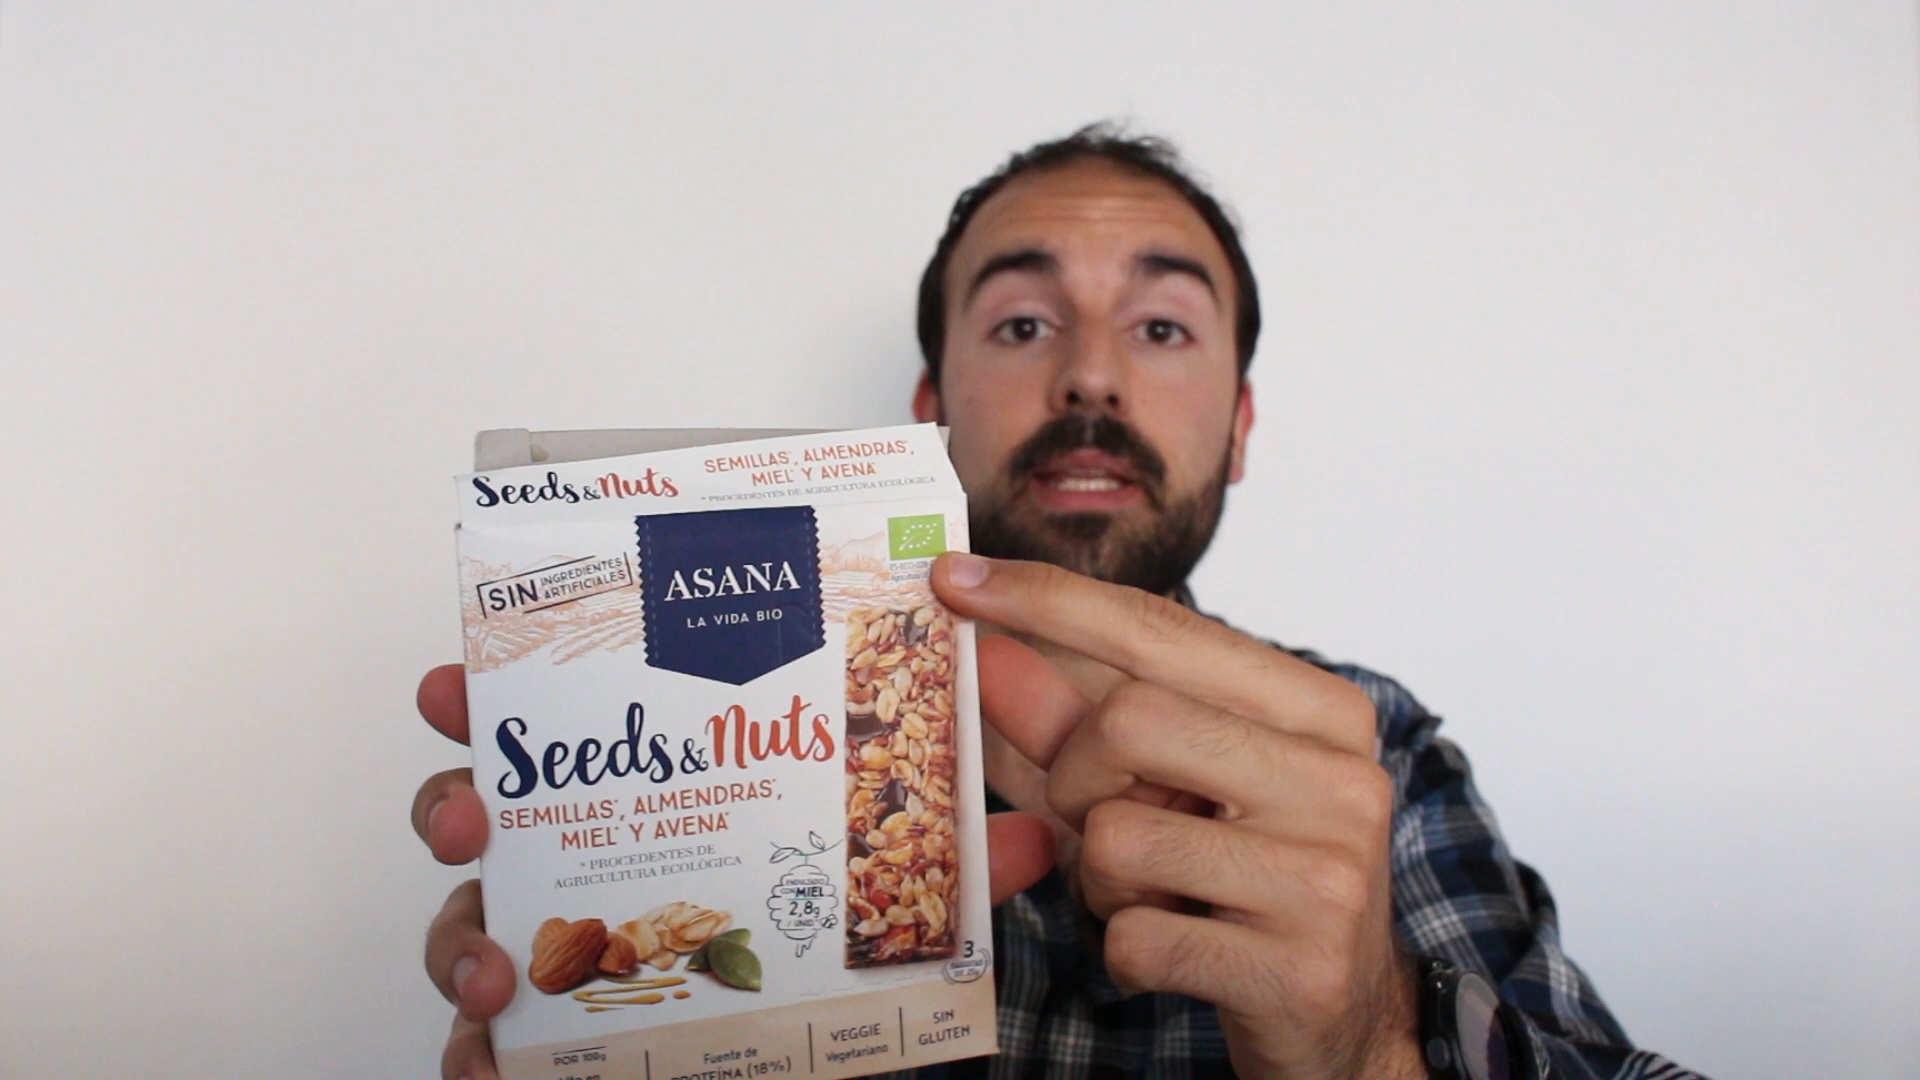 Seeds & Nuts
SEMILLAS*, ALMENDRAS*,
MIEL* Y AVENA*
* PROCEDENTES DE AGRICULTURA ECOLÓGICA
SIN INGREDIENTES
ARTIFICIALES
ASANA
LA VIDA BIO
Seeds & Nuts
SEMILLAS*, ALMENDRAS*,
MIEL* Y AVENA*
* PROCEDENTES DE
AGRICULTURA ECOLÓGICA
ENDULZADO
CON MIEL
2,8g
3
POR 100g
Fuente de
PROTEÍNA (18%)
VEGGIE
Vegetariano
SIN
GLUTEN